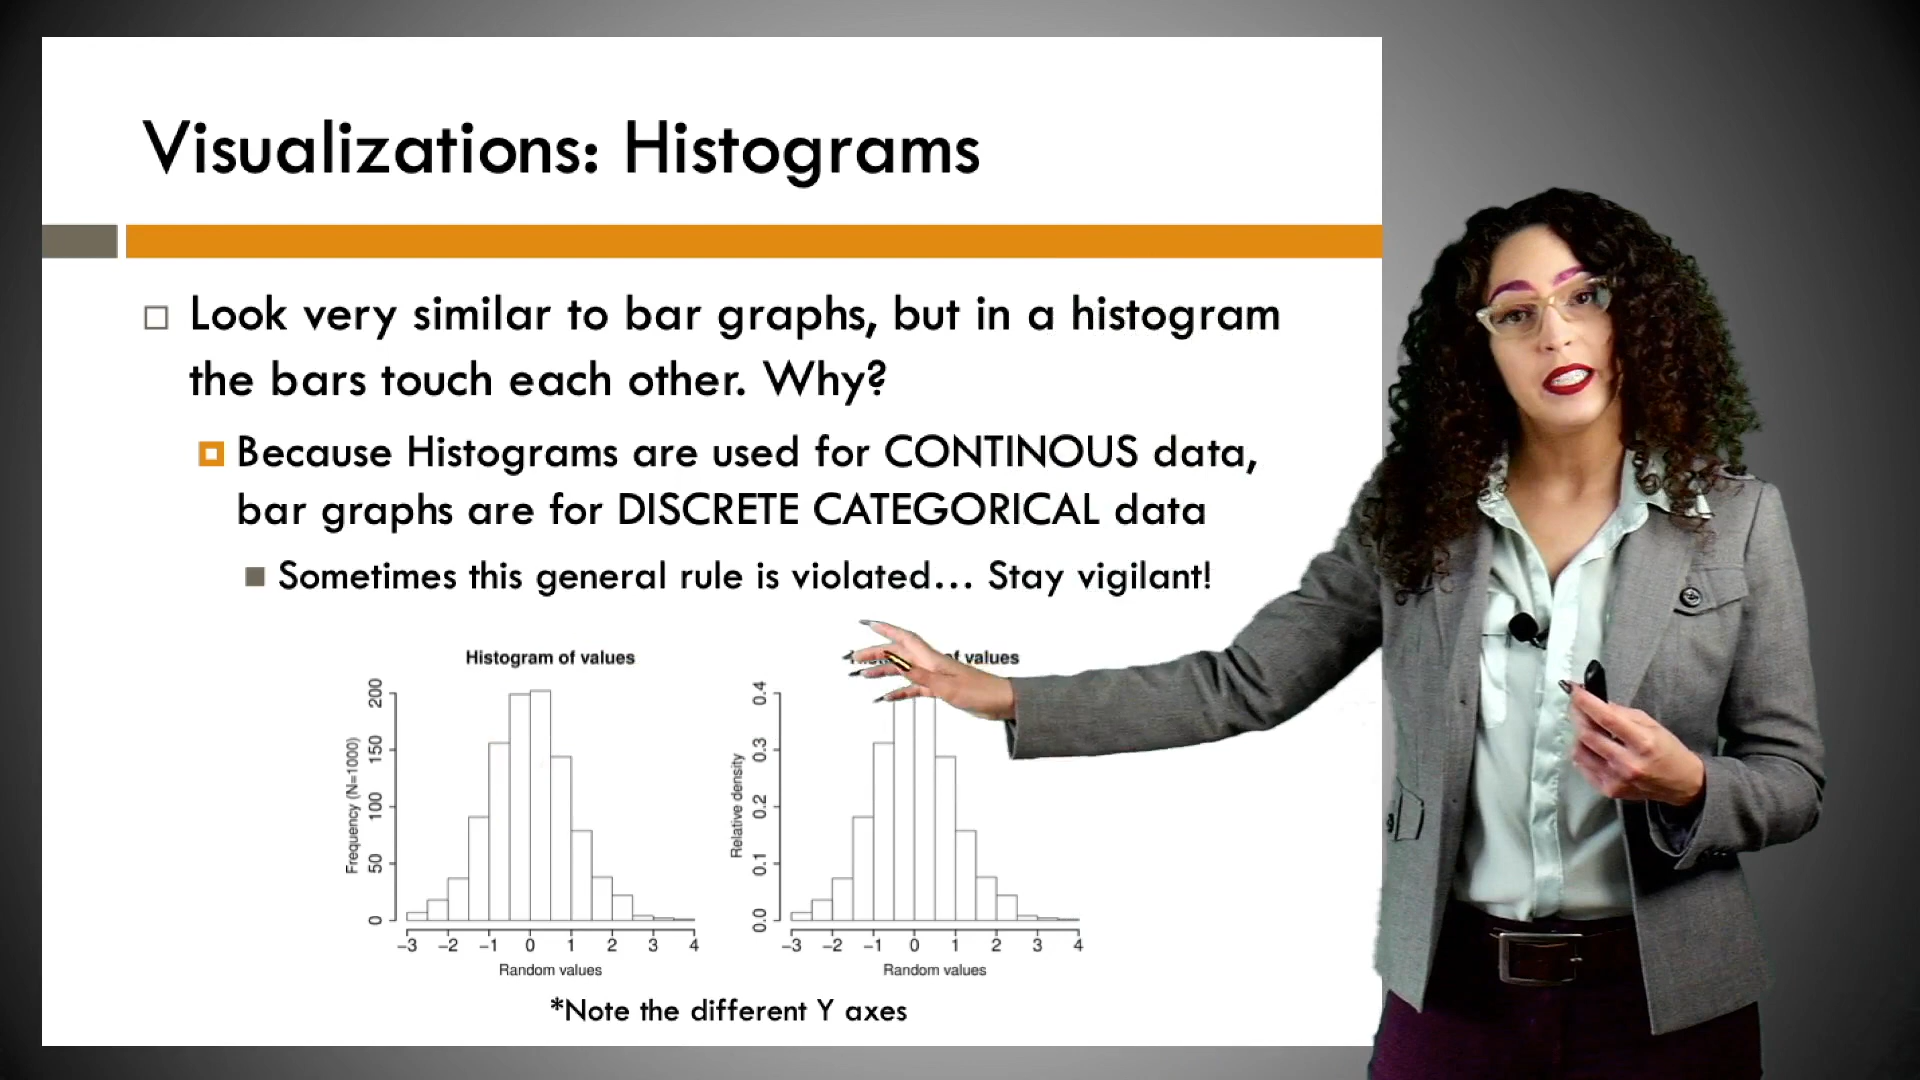 Visualizations: Histograms
Look very similar to bar graphs, but in a histogram
the bars touch each other. Why?
Because Histograms are used for CONTINOUS data,
bar graphs are for DISCRETE CATEGORICAL data
Sometimes this general rule is violated... Stay vigilant!
Histogram of values
Frequency (N=1000)
0 50 100 150 200
−3 −2 −1 0 1 2 3 4
Random values
of values
Relative density
0.0 0.1 0.2 0.3 0.4
−3 −2 −1 0 1 2 3 4
Random values
*Note the different Y axes